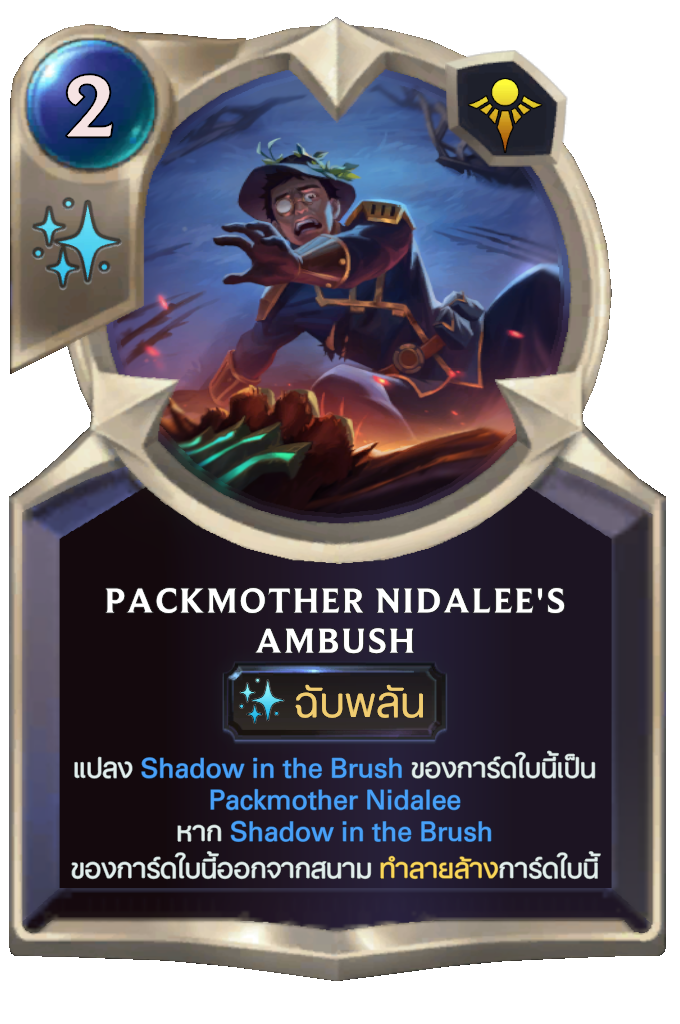 2
PACKMOTHER NIDALEE'S
AMBUSH
ฉับพลัน
แปลง Shadow in the Brush ของการ์ดใบนี้เป็น
Packmother Nidalee
หาก Shadow in the Brush
ของการ์ดใบนี้ออกจากสนาม ทำลายล้างการ์ดใบนี้